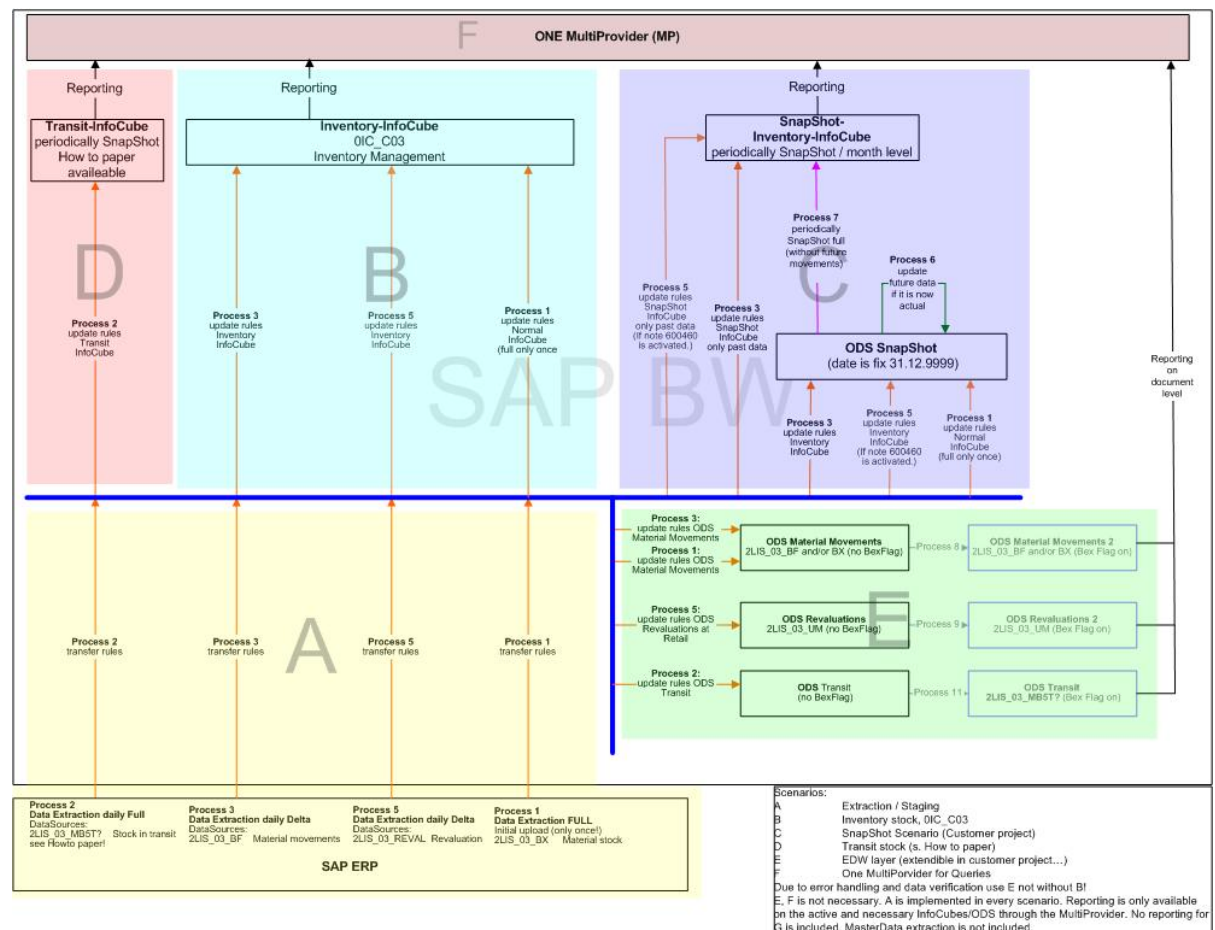 F
ONE MultiProvider (MP)
Reporting
Reporting
Reporting
Transit-InfoCube
periodically SnapShot
How to paper
availeable
Inventory-InfoCube
0IC_C03
Inventory Management
SnapShot-
Inventory-InfoCube
periodically SnapShot / month level
D
B
C
SAP BW
Process 2
update rules
Transit
InfoCube
Process 3
update rules
Inventory
InfoCube
Process 5
update rules
Inventory
InfoCube
Process 1
update rules
Normal
InfoCube
(full only once
Process 5
update rules
SnapShot
InfoCube
only past data
(If note 600460
is activated.)
Process 3
update rules
SnapShot
InfoCube
only past data
Process 7
periodically
SnapShot full
(without future
movements)
Process 6
update
future data
if it is now
actual
ODS SnapShot
(date is fix 31.12.9999)
Process 3
update rules
Inventory
InfoCube
Process 5
update rules
Inventory
InfoCube
(If note 600460
is activated.)
Process 1
update rules
Normal
InfoCube
(full only once)
Reporting
on
document
level
A
Process 2
transfer rules
Process 3
transfer rules
Process 5
transfer rules
Process 1
transfer rules
E
Process 3:
update rules ODS
Material Movements
Process 1:
update rules ODS
Material Movements
ODS Material Movements
2LIS_03_BF and/or BX (no BexFlag)
Process 8
ODS Material Movements 2
2LIS_03_BF and/or BX (Bex Flag on)
Process 5:
update rules ODS
Revaluations at
Retail
ODS Revaluations
2LIS_03_UM (no BexFlag)
Process 9
ODS Revaluations 2
2LIS_03_UM (Bex Flag on)
Process 2:
update rules ODS
Transit
ODS Transit
(no BexFlag)
Process 11
ODS Transit
2LIS_03_MB5T? (Bex Flag on)
Process 2
Data Extraction daily Full
DataSources:
2LIS_03_MB5T? Stock in transit
see Howto paper!
Process 3
Data Extraction daily Delta
DataSources:
2LIS_03_BF Material movements
Process 5
Data Extraction daily Delta
DataSources:
2LIS_03_REVAL Revaluation
Process 1
Data Extraction FULL
Initial upload (only once!)
2LIS_03_BX Material stock
SAP ERP
Scenarios:
A Extraction / Staging
B Inventory stock, 0IC_C03
C SnapShot Scenario (Customer project)
D Transit stock (s. How to paper)
E EDW layer (extendible in customer project...)
F One MultiPorvider for Queries
Due to error handling and data verification use E not without B!
E, F is not necessary. A is implemented in every scenario. Reporting is only available
on the active and necessary InfoCubes/ODS through the MultiProvider. No reporting for
G is included. MasterData extraction is not included.